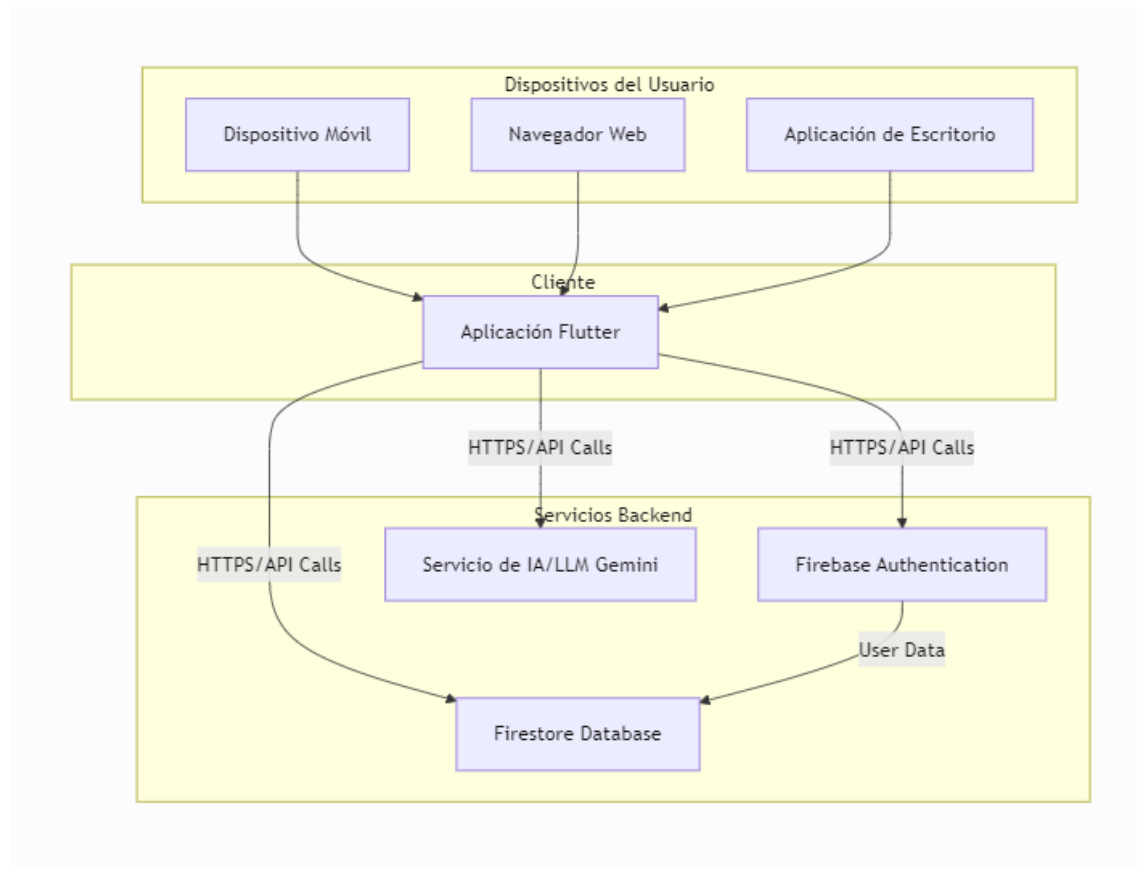 Dispositivos del Usuario
Dispositivo Móvil
Navegador Web
Aplicación de Escritorio
Cliente
Aplicación Flutter
HTTPS/API Calls
HTTPS/API Calls
Servicios Backend
HTTPS/API Calls
Servicio de IA/LLM Gemini
Firebase Authentication
User Data
Firestore Database